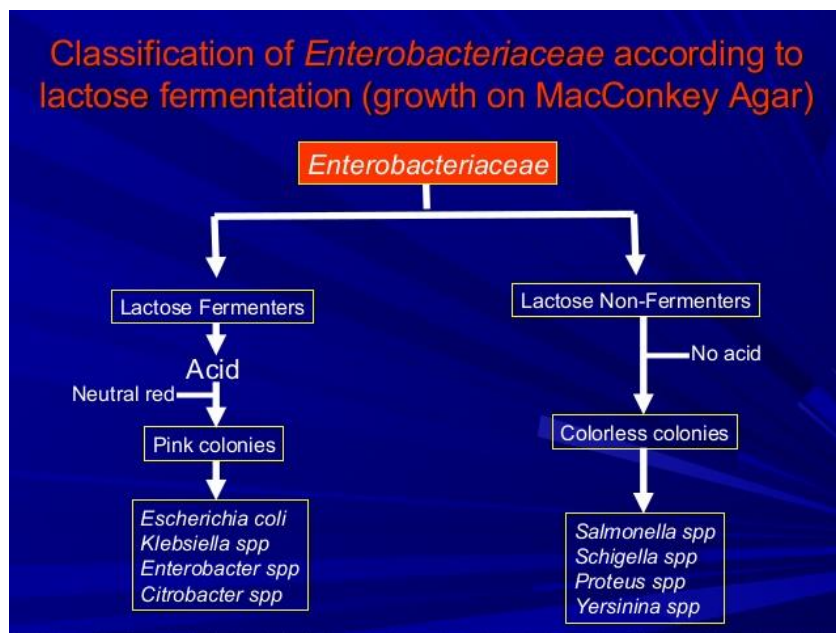 Classification of Enterobacteriaceae according to
lactose fermentation (growth on MacConkey Agar)
Enterobacteriaceae
Lactose Fermenters
Acid
Neutral red
Pink colonies
Escherichia coli
Klebsiella spp
Enterobacter spp
Citrobacter spp
Lactose Non-Fermenters
No acid
Colorless colonies
Salmonella spp
Schigella spp
Proteus spp
Yersinina spp